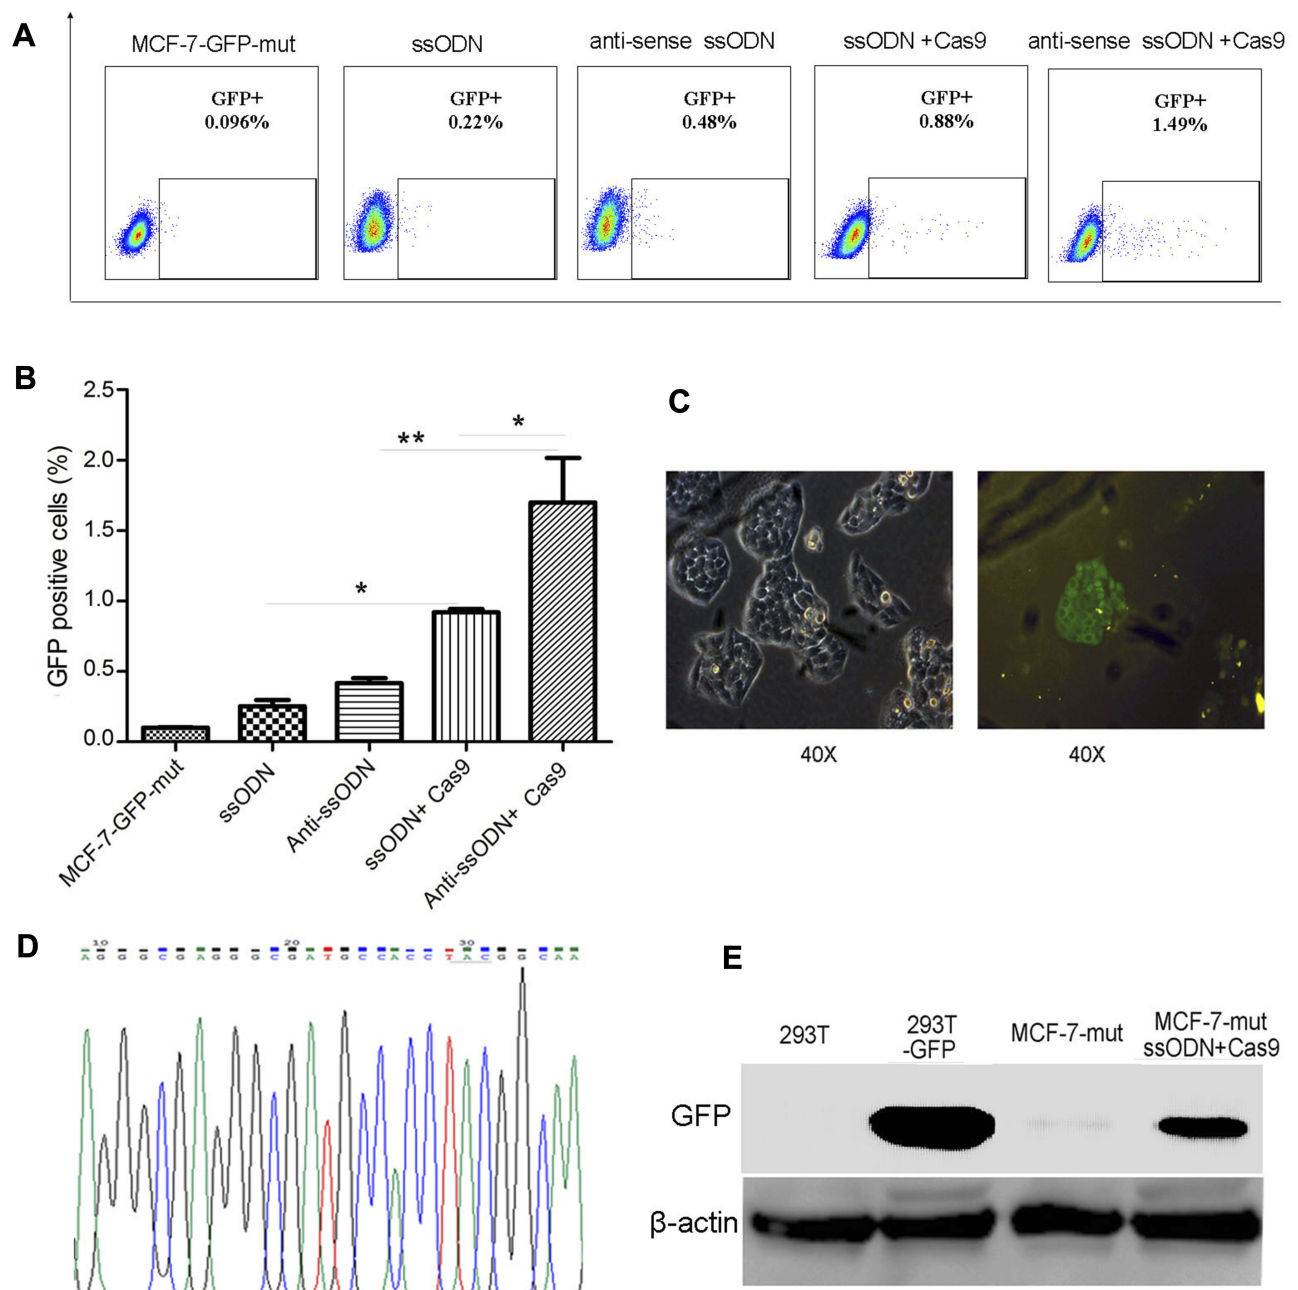 A
MCF-7-GFP-mut
ssODN
anti-sense ssODN
ssODN +Cas9
anti-sense ssODN +Cas9
GFP+
0.096%
GFP+
0.22%
GFP+
0.48%
GFP+
0.88%
GFP+
1.49%
B
GFP positive cells (%)
2.5
2.0
1.5
1.0
0.5
0.0
*
**
*
MCF-7-GFP-mut
ssODN
Anti-ssODN
ssODN+ Cas9
Anti-ssODN+ Cas9
C
40X
40X
D
10 20 30
A G G G C G A G G G C G A T G C C A C C T A C G G C A A
E
293T
293T
-GFP
MCF-7-mut
MCF-7-mut
ssODN+Cas9
GFP
β-actin